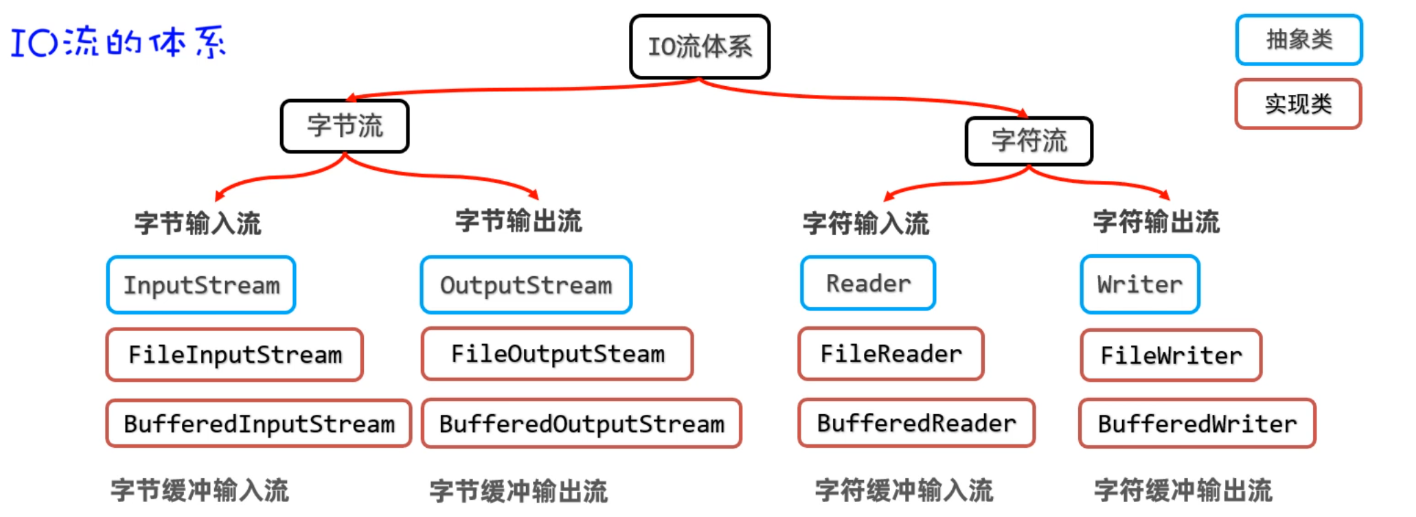 IO流的体系
IO流体系
抽象类
实现类
字节流
字符流
字节输入流
字节输出流
字符输入流
字符输出流
InputStream
OutputStream
Reader
Writer
FileInputStream
FileOutputSteam
FileReader
FileWriter
BufferedInputStream
BufferedOutputStream
BufferedReader
BufferedWriter
字节缓冲输入流
字节缓冲输出流
字符缓冲输入流
字符缓冲输出流